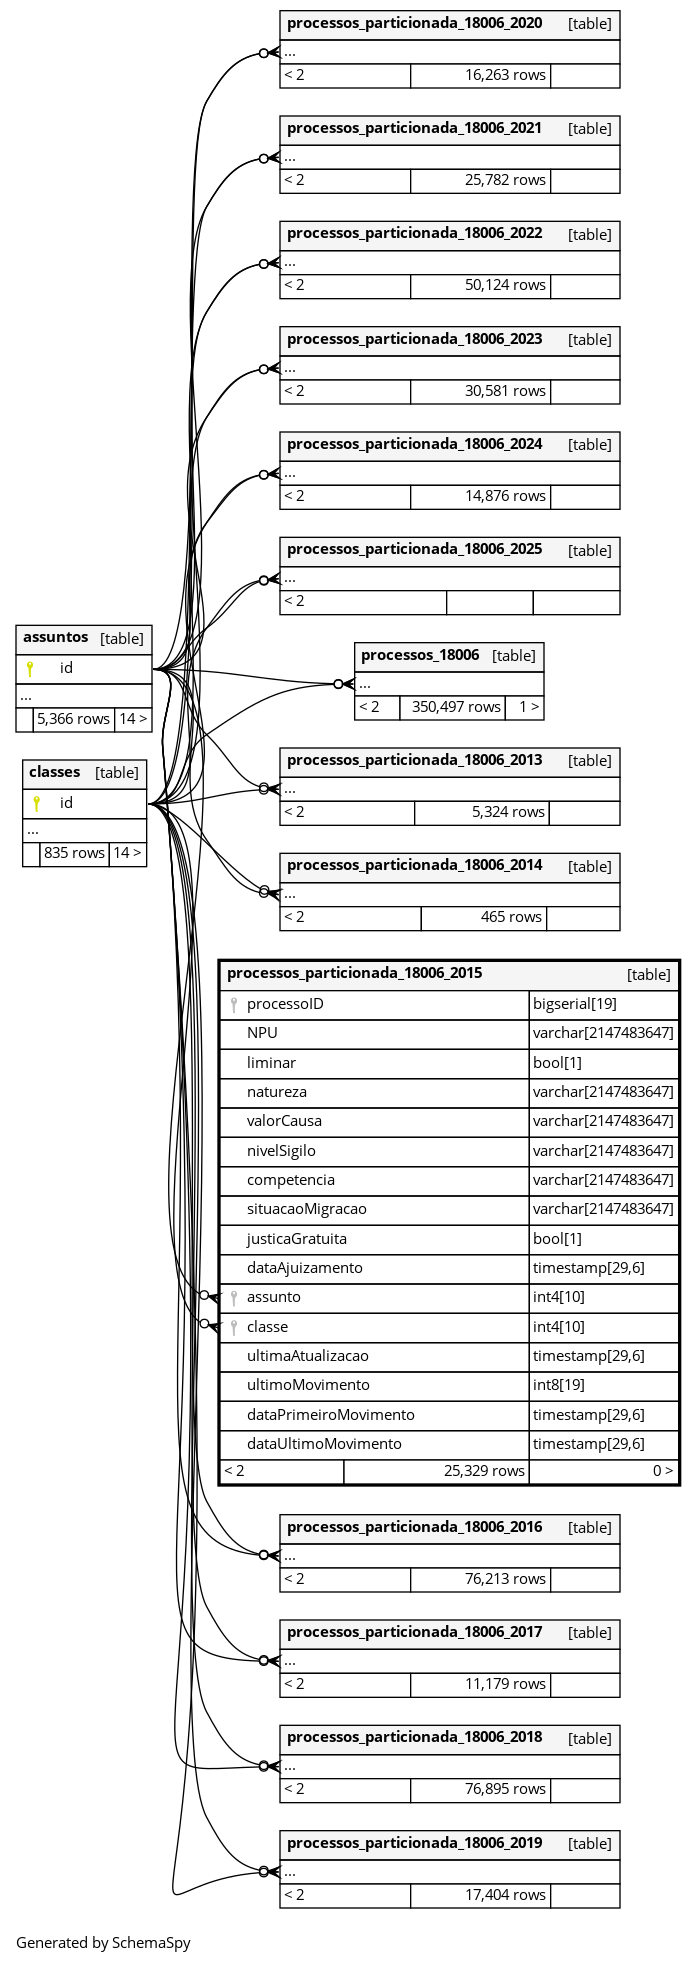 processos_particionada_18006_2020 [table]
...
< 2 16,263 rows
processos_particionada_18006_2021 [table]
...
< 2 25,782 rows
processos_particionada_18006_2022 [table]
...
< 2 50,124 rows
processos_particionada_18006_2023 [table]
...
< 2 30,581 rows
processos_particionada_18006_2024 [table]
...
< 2 14,876 rows
processos_particionada_18006_2025 [table]
...
< 2
assuntos [table]
id
...
5,366 rows 14 >
processos_18006 [table]
...
< 2 350,497 rows 1 >
classes [table]
id
...
835 rows 14 >
processos_particionada_18006_2013 [table]
...
< 2 5,324 rows
processos_particionada_18006_2014 [table]
...
< 2 465 rows
processos_particionada_18006_2015 [table]
processoID bigserial[19]
NPU varchar[2147483647]
liminar bool[1]
natureza varchar[2147483647]
valorCausa varchar[2147483647]
nivelSigilo varchar[2147483647]
competencia varchar[2147483647]
situacaoMigracao varchar[2147483647]
justicaGratuita bool[1]
dataAjuizamento timestamp[29,6]
assunto int4[10]
classe int4[10]
ultimaAtualizacao timestamp[29,6]
ultimoMovimento int8[19]
dataPrimeiroMovimento timestamp[29,6]
dataUltimoMovimento timestamp[29,6]
< 2 25,329 rows 0 >
processos_particionada_18006_2016 [table]
...
< 2 76,213 rows
processos_particionada_18006_2017 [table]
...
< 2 11,179 rows
processos_particionada_18006_2018 [table]
...
< 2 76,895 rows
processos_particionada_18006_2019 [table]
...
< 2 17,404 rows
Generated by SchemaSpy